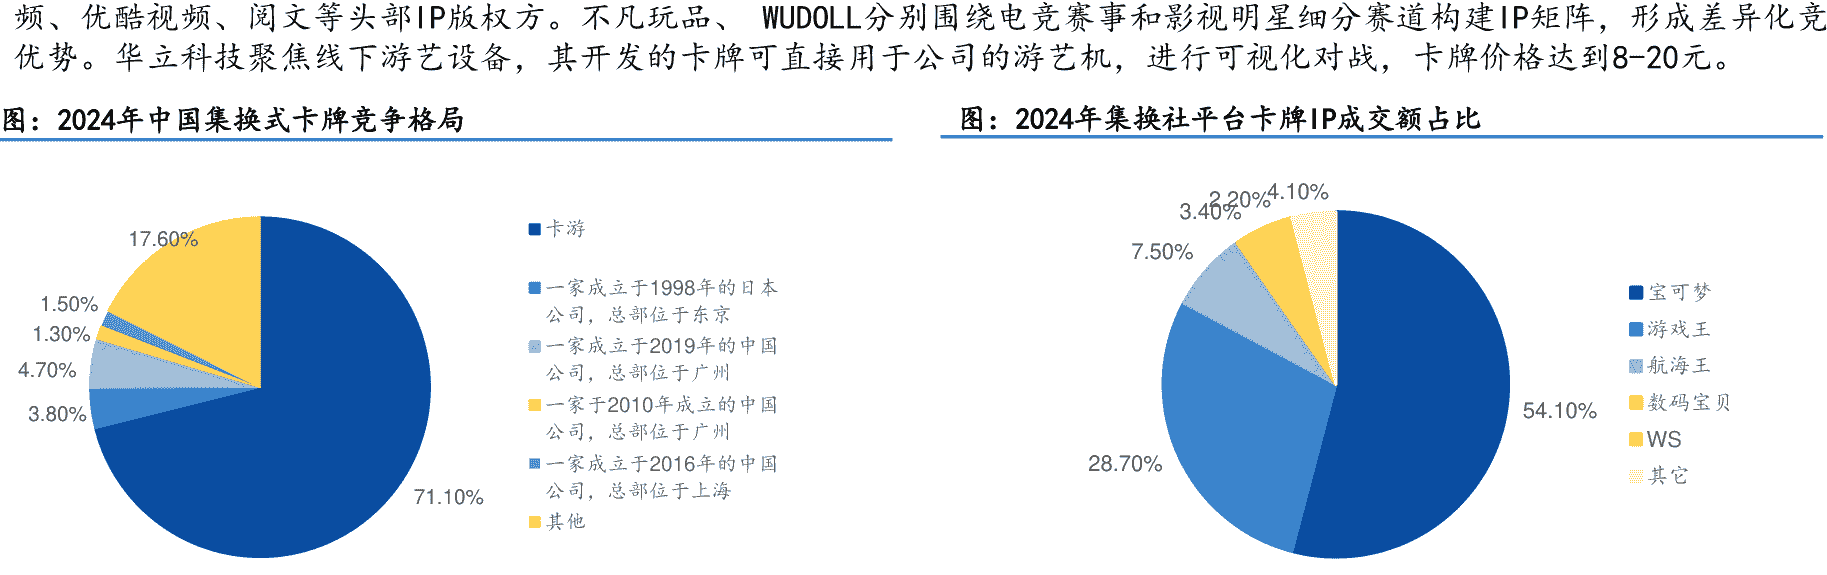 频、优酷视频、阅文等头部IP版权方。不凡玩品、 WUDOLL分别围绕电竞赛事和影视明星细分赛道构建IP矩阵，形成差异化竞
优势。华立科技聚焦线下游艺设备，其开发的卡牌可直接用于公司的游艺机，进行可视化对战，卡牌价格达到8-20元。
图：2024年中国集换式卡牌竞争格局
17.60%
1.50%
1.30%
4.70%
3.80%
71.10%
卡游
一家成立于1998年的日本
公司，总部位于东京
一家成立于2019年的中国
公司，总部位于广州
一家于2010年成立的中国
公司，总部位于广州
一家成立于2016年的中国
公司，总部位于上海
其他
图：2024年集换社平台卡牌IP成交额占比
4.10%
2.20%
3.40%
7.50%
28.70%
54.10%
宝可梦
游戏王
航海王
数码宝贝
WS
其它